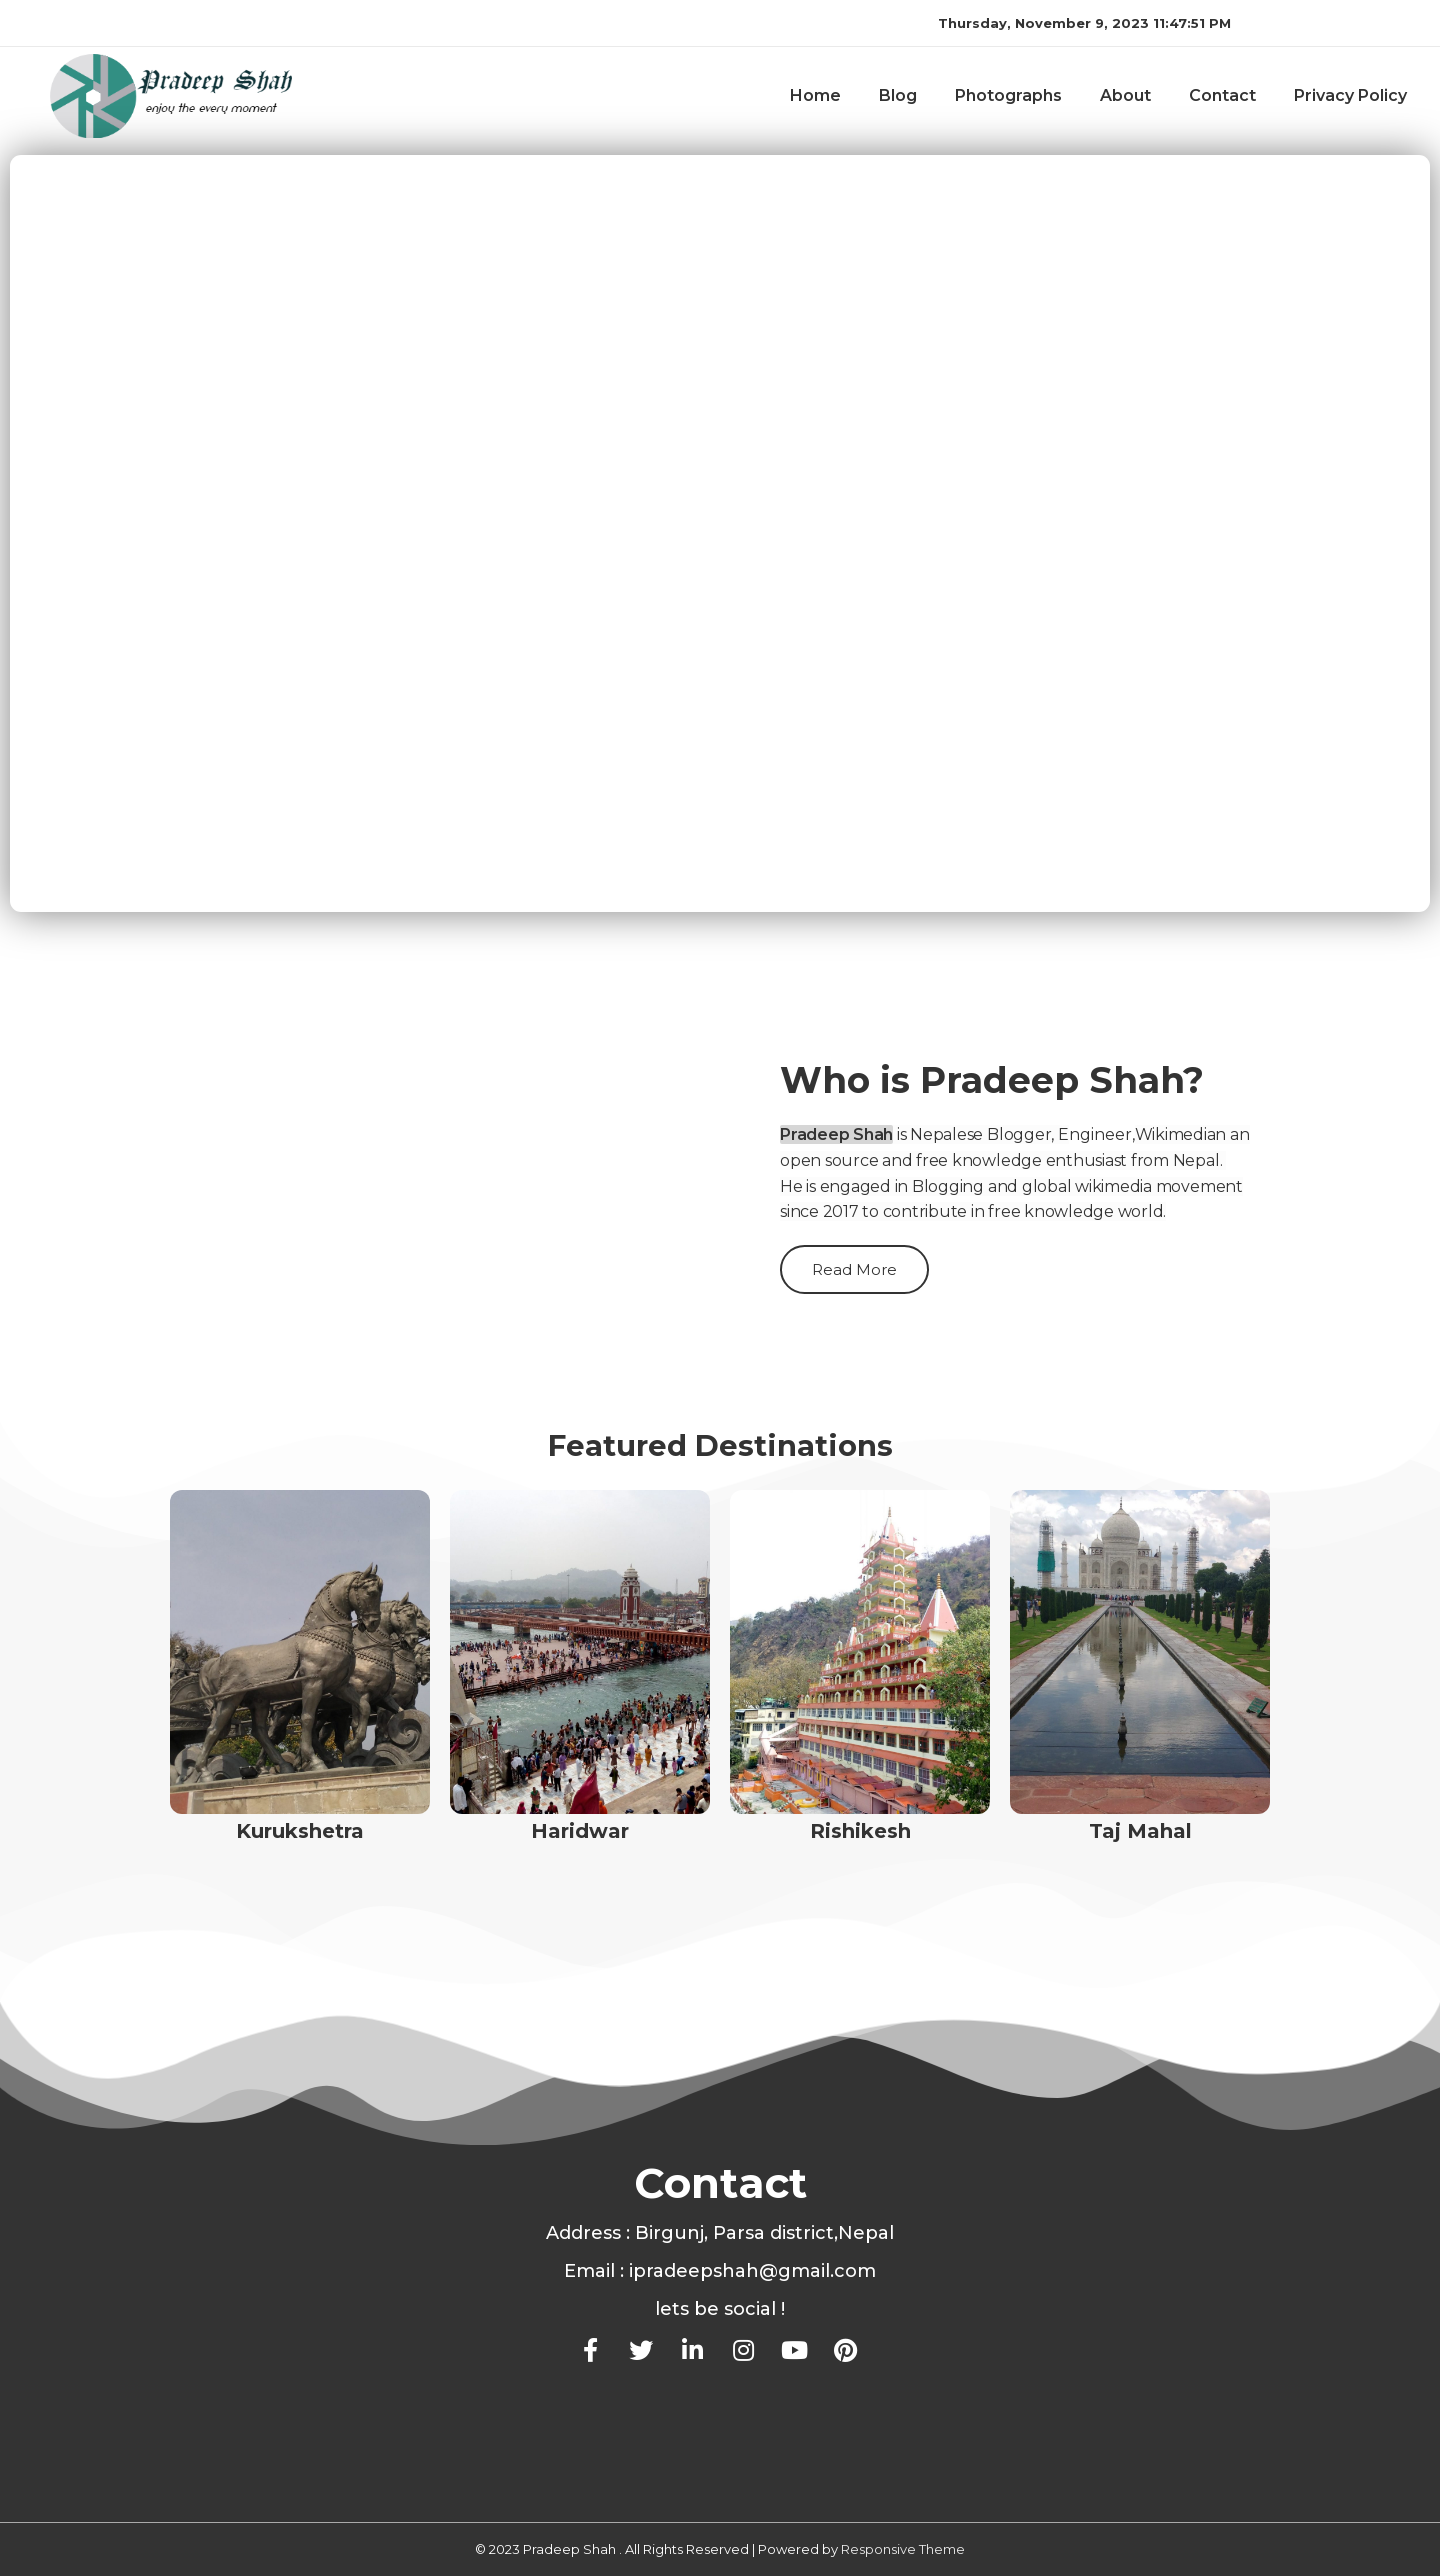 Thursday, November 9, 2023 11:47:51 PM
Pradeep Shah
enjoy the every moment
Home Blog Photographs About Contact Privacy Policy
Who is Pradeep Shah?
Pradeep Shah is Nepalese Blogger, Engineer,Wikimedian an
open source and free knowledge enthusiast from Nepal.
He is engaged in Blogging and global wikimedia movement
since 2017 to contribute in free knowledge world.
Read More
Featured Destinations
Kurukshetra
Haridwar
Rishikesh
Taj Mahal
Contact
Address : Birgunj, Parsa district,Nepal
Email : ipradeepshah@gmail.com
lets be social !
© 2023 Pradeep Shah . All Rights Reserved | Powered by Responsive Theme